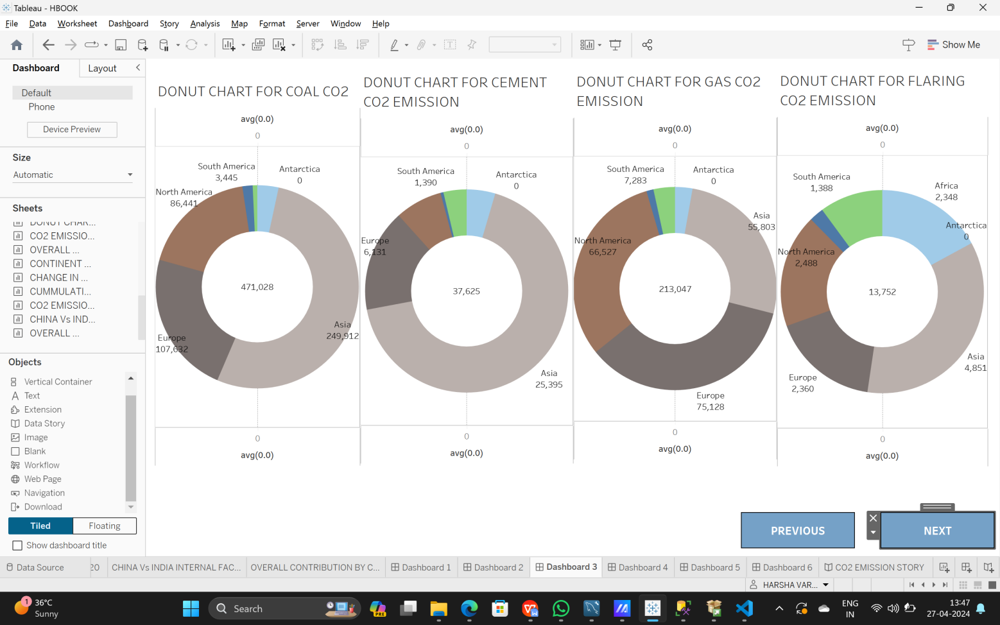 Tableau - HBOOK
File Data Worksheet Dashboard Story Analysis Map Format Server Window Help
Show Me
Dashboard Layout
Default
Phone
Device Preview
Size
Automatic
Sheets
DONUT CHAR...
CO2 EMISSIO...
OVERALL ...
CONTINENT ...
CHANGE IN ...
CUMMULATI...
CO2 EMISSIO...
CHINA Vs IND...
OVERALL ...
Objects
Vertical Container
Text
Extension
Data Story
Image
Blank
Workflow
Web Page
Navigation
Download
Tiled Floating
Show dashboard title
DONUT CHART FOR COAL CO2
avg(0.0)
0
South America
3,445
Antarctica
0
North America
86,441
471,028
Asia
249,912
Europe
107,632
0
avg(0.0)
DONUT CHART FOR CEMENT
CO2 EMISSION
avg(0.0)
0
South America
1,390
Antarctica
0
Europe
6,131
37,625
Asia
25,395
0
avg(0.0)
DONUT CHART FOR GAS CO2
EMISSION
avg(0.0)
0
South America
7,283
Antarctica
0
Asia
55,803
North America
66,527
213,047
Europe
75,128
0
avg(0.0)
DONUT CHART FOR FLARING
CO2 EMISSION
avg(0.0)
0
South America
1,388
Africa
2,348
Antarctica
0
North America
2,488
13,752
Asia
4,851
Europe
2,360
0
avg(0.0)
PREVIOUS NEXT
Data Source 20 CHINA Vs INDIA INTERNAL FAC... OVERALL CONTRIBUTION BY C... Dashboard 1 Dashboard 2 Dashboard 3 Dashboard 4 Dashboard 5 Dashboard 6 CO2 EMISSION STORY
HARSHA VAR...
1
36°C
Sunny
Search
PRE
ENG
IN
13:47
27-04-2024